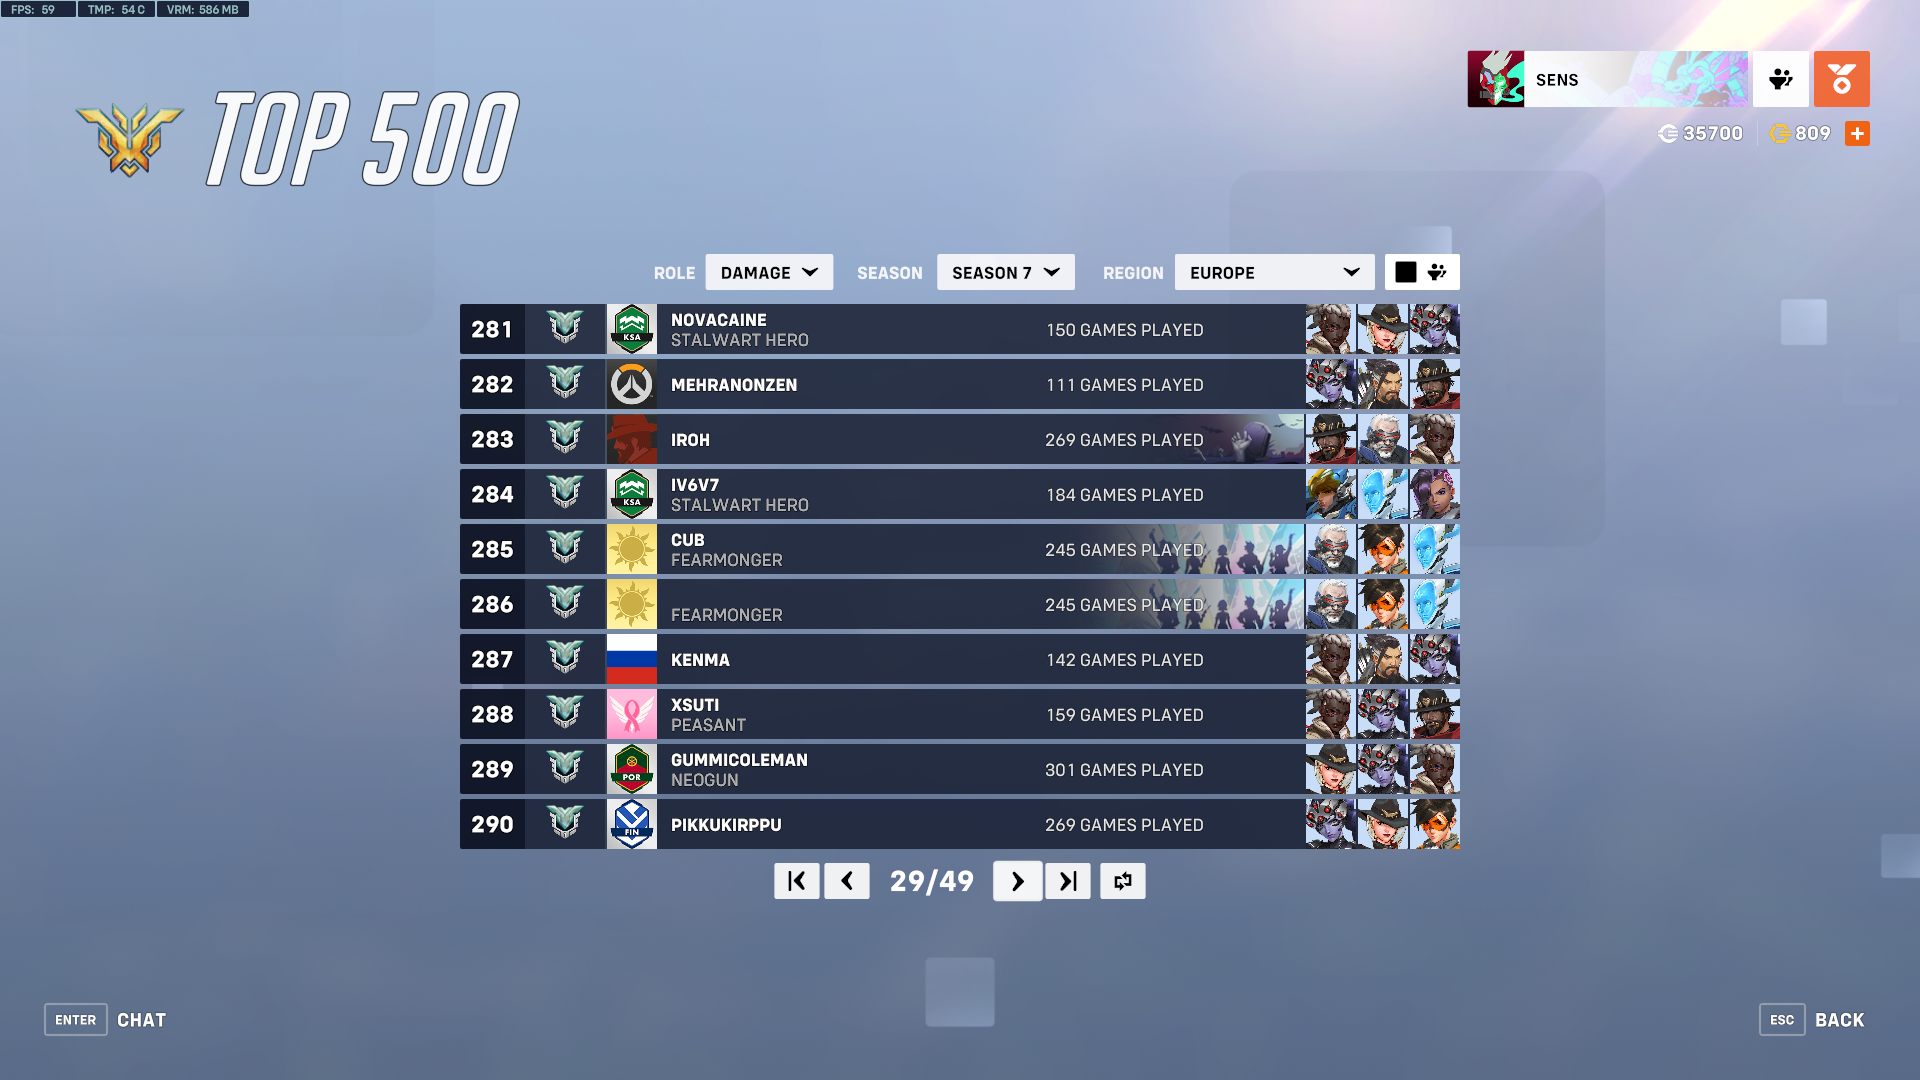 FPS: 59 TMP: 54 C VRM: 586 MB
TOP 500
SENS
35700 809
ROLE DAMAGE SEASON SEASON 7 REGION EUROPE
281 KSA NOVACAINE 150 GAMES PLAYED
STALWART HERO
282 MEHRANONZEN 111 GAMES PLAYED
283 IROH 269 GAMES PLAYED
284 KSA IV6V7 184 GAMES PLAYED
STALWART HERO
285 CUB 245 GAMES PLAYED
FEARMONGER
286 245 GAMES PLAYED
FEARMONGER
287 KENMA 142 GAMES PLAYED
288 XSUTI 159 GAMES PLAYED
PEASANT
289 POR GUMMICOLEMAN 301 GAMES PLAYED
NEOGUN
290 FIN PIKKUKIRPPU 269 GAMES PLAYED
29/49
ENTER CHAT
ESC BACK